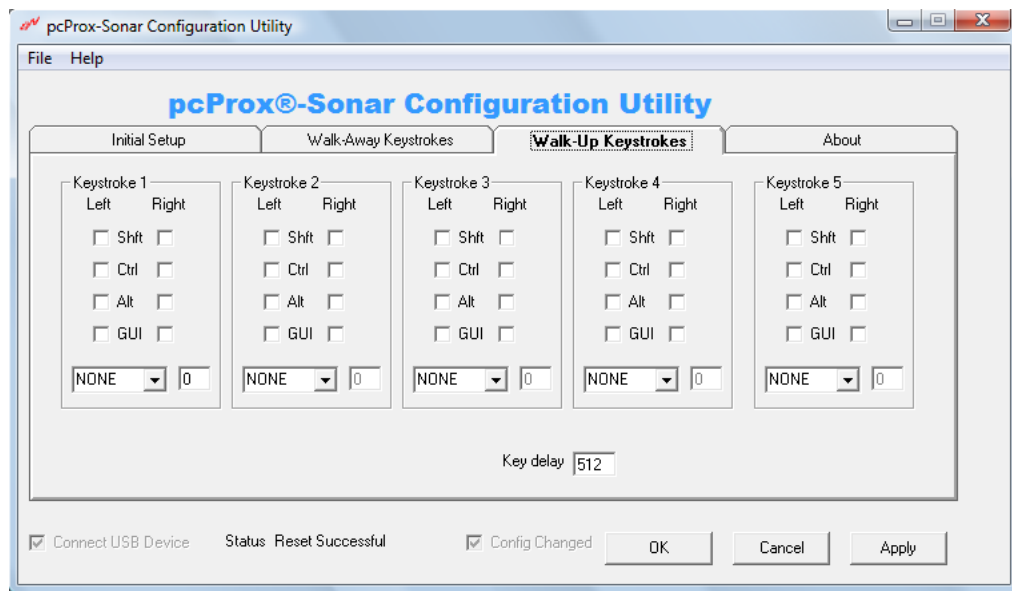 pcProx-Sonar Configuration Utility
File Help
pcProx®-Sonar Configuration Utility
Initial Setup Walk-Away Keystrokes Walk-Up Keystrokes About
Keystroke 1 Keystroke 2 Keystroke 3 Keystroke 4 Keystroke 5
Left Right Left Right Left Right Left Right Left Right
Shft Shft Shft Shft Shft
Ctrl Ctrl Ctrl Ctrl Ctrl
Alt Alt Alt Alt Alt
GUI GUI GUI GUI GUI
NONE 0 NONE 0 NONE 0 NONE 0 NONE 0
Key delay 512
Connect USB Device Status Reset Successful Config Changed OK Cancel Apply